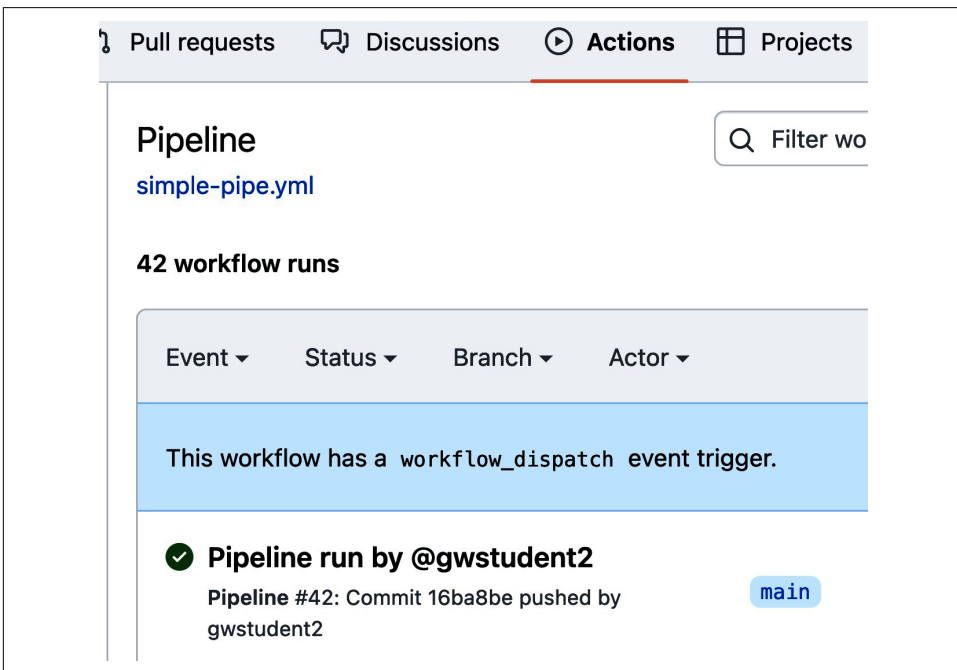 Pull requests Discussions Actions Projects
Pipeline
Filter wo
simple-pipe.yml
42 workflow runs
Event Status Branch Actor
This workflow has a workflow_dispatch event trigger.
Pipeline run by @gwstudent2
Pipeline #42: Commit 16ba8be pushed by
main
gwstudent2